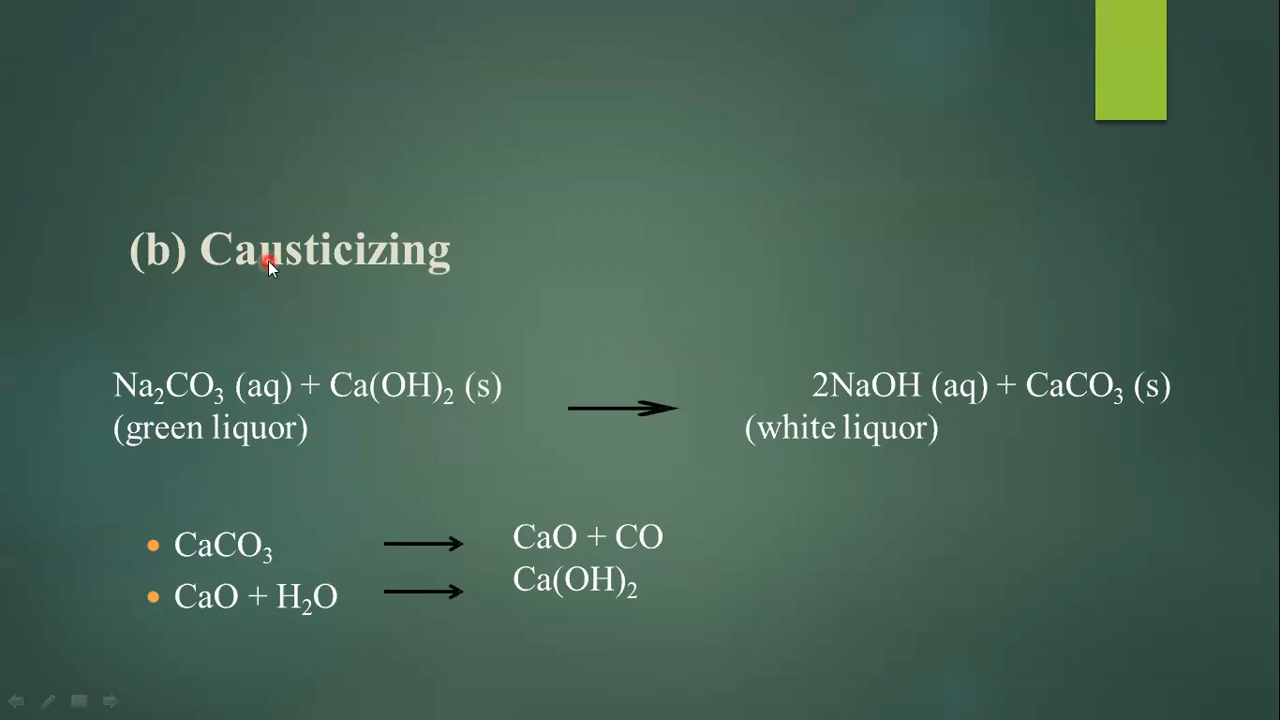 (b) Causticizing
Na₂CO₃ (aq) + Ca(OH)₂ (s)
2NaOH (aq) + CaCO₃ (s)
(green liquor)
(white liquor)
• CaCO₃
CaO + CO
• CaO + H₂O
Ca(OH)₂